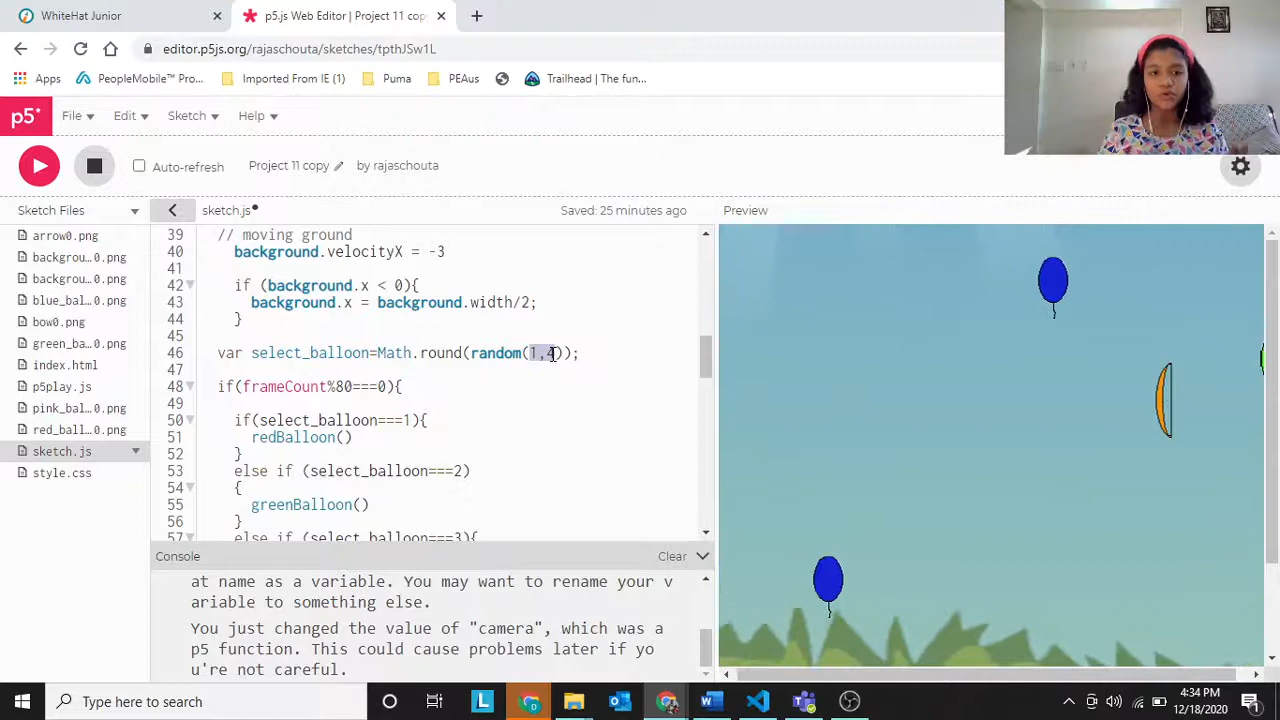 WhiteHat Junior
p5.js Web Editor | Project 11 cop
editor.p5js.org/rajaschouta/sketches/tpthJSw1L
Apps PeopleMobile™ Pro... Imported From IE (1) Puma PEAus Trailhead | The fun...
p5* File Edit Sketch Help
Auto-refresh Project 11 copy by rajaschouta
Sketch Files sketch.js Saved: 25 minutes ago Preview
arrow0.png
backgrou...0.png
backgrou...0.png
blue_bal...0.png
bow0.png
green_ba...0.png
index.html
p5play.js
pink_bal...0.png
red_ball...0.png
sketch.js
style.css
39 // moving ground
40 background.velocityX = -3
41
42 if (background.x < 0){
43 background.x = background.width/2;
44 }
45
46 var select_balloon=Math.round(random(1,4));
47
48 if(frameCount%80===0){
49
50 if(select_balloon===1){
51 redBalloon()
52 }
53 else if (select_balloon===2)
54 {
55 greenBalloon()
56 }
57 else if (select_balloon===3){
Console Clear
at name as a variable. You may want to rename your v
ariable to something else.
You just changed the value of "camera", which was a
p5 function. This could cause problems later if yo
u're not careful.
Type here to search
4:34 PM
12/18/2020